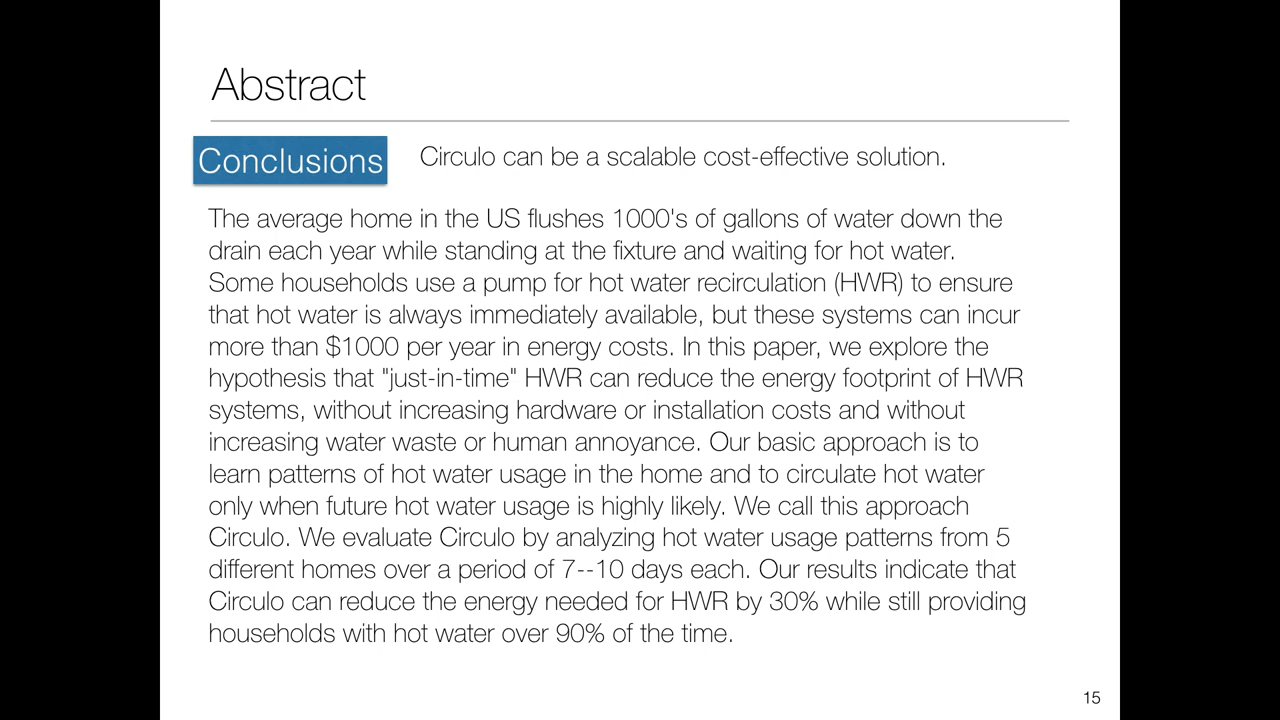 Abstract
Conclusions Circulo can be a scalable cost-effective solution.
The average home in the US flushes 1000's of gallons of water down the
drain each year while standing at the fixture and waiting for hot water.
Some households use a pump for hot water recirculation (HWR) to ensure
that hot water is always immediately available, but these systems can incur
more than $1000 per year in energy costs. In this paper, we explore the
hypothesis that "just-in-time" HWR can reduce the energy footprint of HWR
systems, without increasing hardware or installation costs and without
increasing water waste or human annoyance. Our basic approach is to
learn patterns of hot water usage in the home and to circulate hot water
only when future hot water usage is highly likely. We call this approach
Circulo. We evaluate Circulo by analyzing hot water usage patterns from 5
different homes over a period of 7--10 days each. Our results indicate that
Circulo can reduce the energy needed for HWR by 30% while still providing
households with hot water over 90% of the time.
15